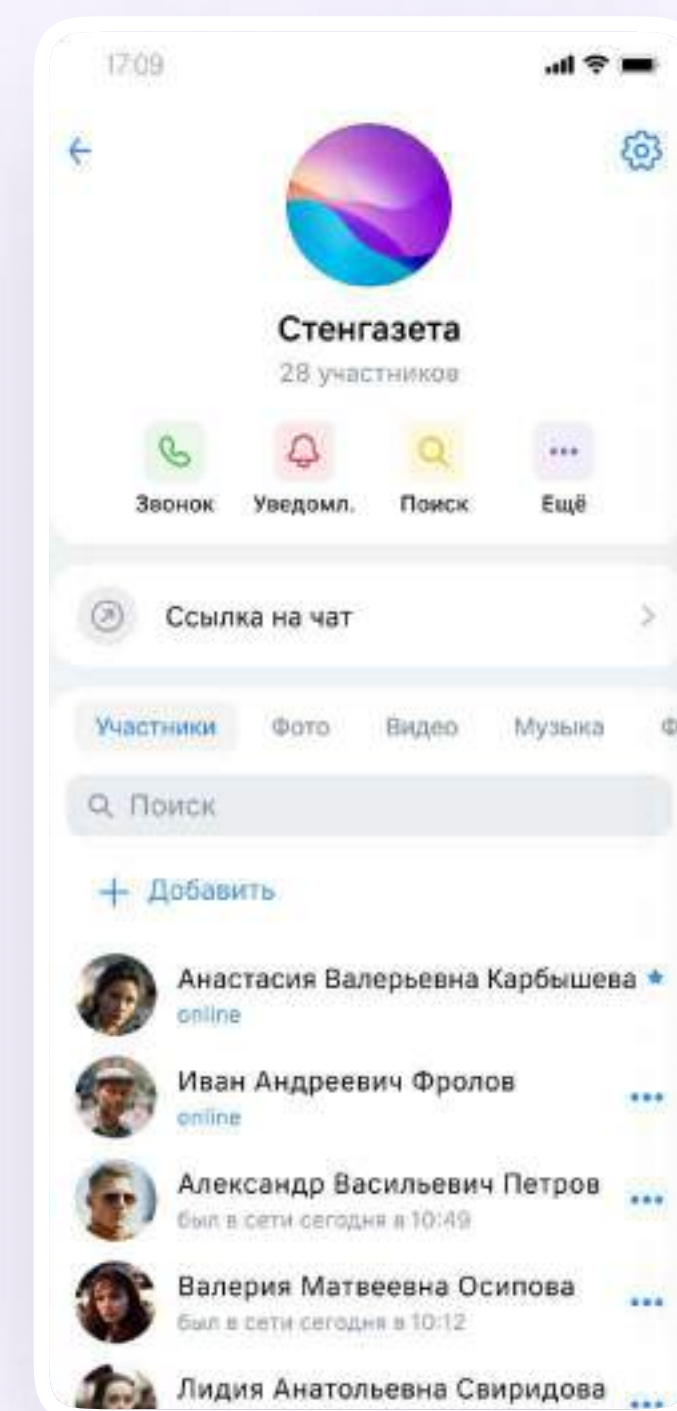 17:09
Стенгазета
28 участников
Звонок Уведомл. Поиск Ещё
Ссылка на чат
Участники Фото Видео Музыка Ф
Поиск
Добавить
Анастасия Валерьевна Карбышева
online
Иван Андреевич Фролов
online
Александр Васильевич Петров
был в сети сегодня в 10:49
Валерия Матвеевна Осипова
был в сети сегодня в 10:12
Лидия Анатольевна Свиридова